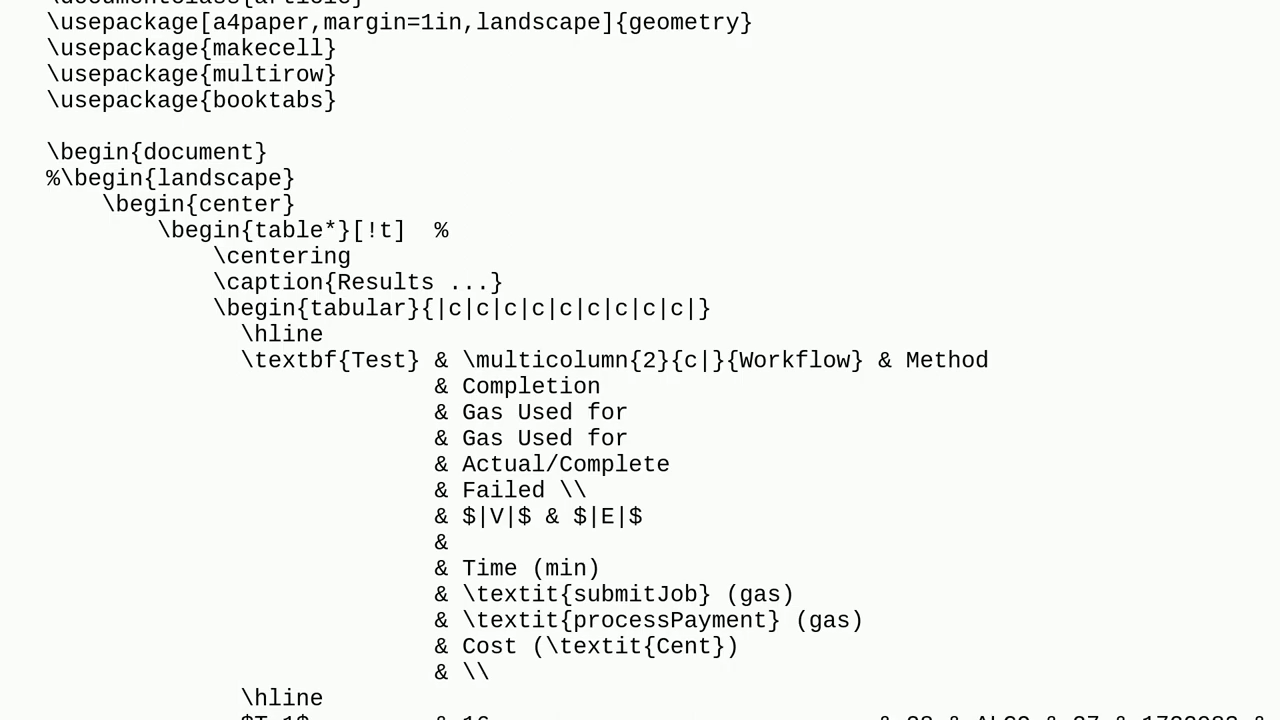 \documentclass{article}
\usepackage[a4paper,margin=1in,landscape]{geometry}
\usepackage{makecell}
\usepackage{multirow}
\usepackage{booktabs}
\begin{document}
%\begin{landscape}
\begin{center}
\begin{table*}[!t]  %
\centering
\caption{Results ...}
\begin{tabular}{|c|c|c|c|c|c|c|c|c|}
\hline
\textbf{Test} & \multicolumn{2}{c|}{Workflow} & Method
& Completion
& Gas Used for
& Gas Used for
& Actual/Complete
& Failed \\
& $|V|$ & $|E|$
&
& Time (min)
& \textit{submitJob} (gas)
& \textit{processPayment} (gas)
& Cost (\textit{Cent})
& \\
\hline